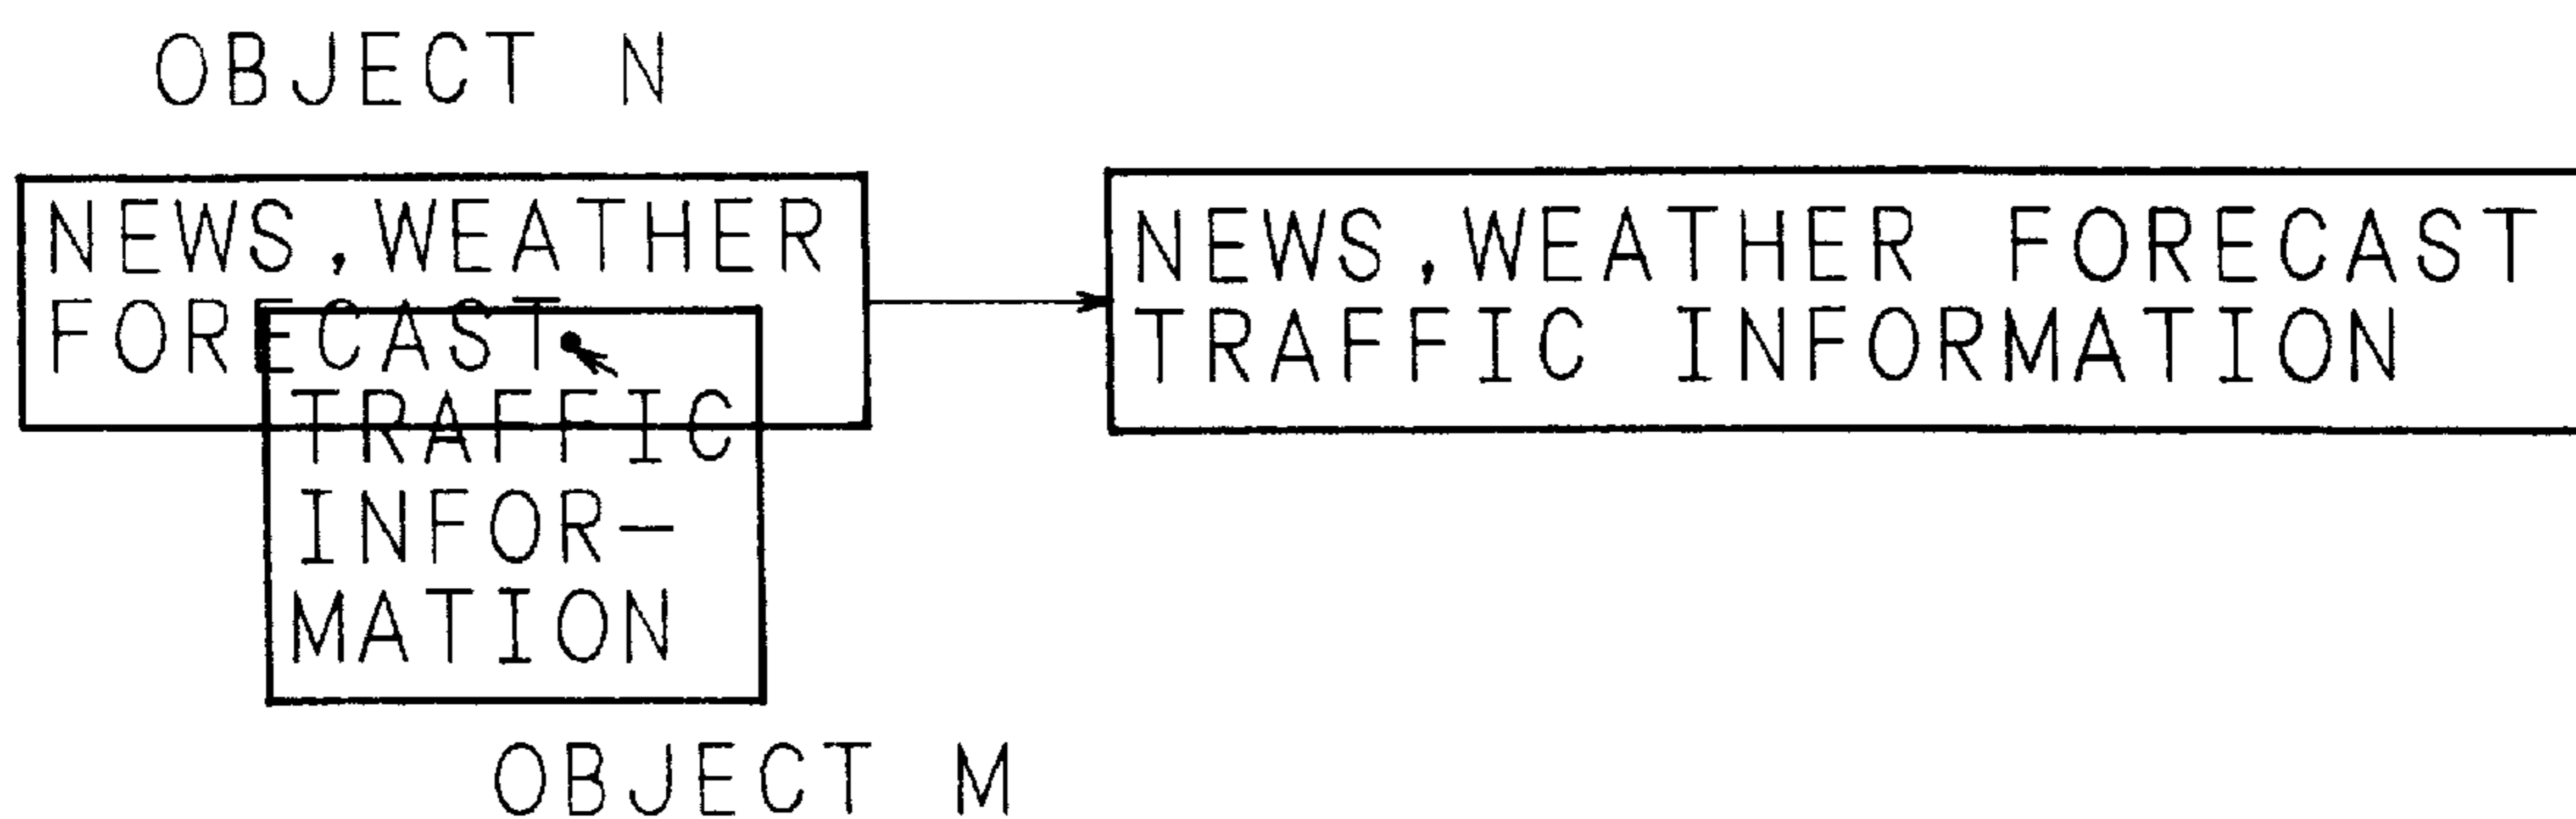 OBJECT N
NEWS,WEATHER
FORECAST
TRAFFIC
INFOR-
MATION
OBJECT M
NEWS,WEATHER FORECAST
TRAFFIC INFORMATION